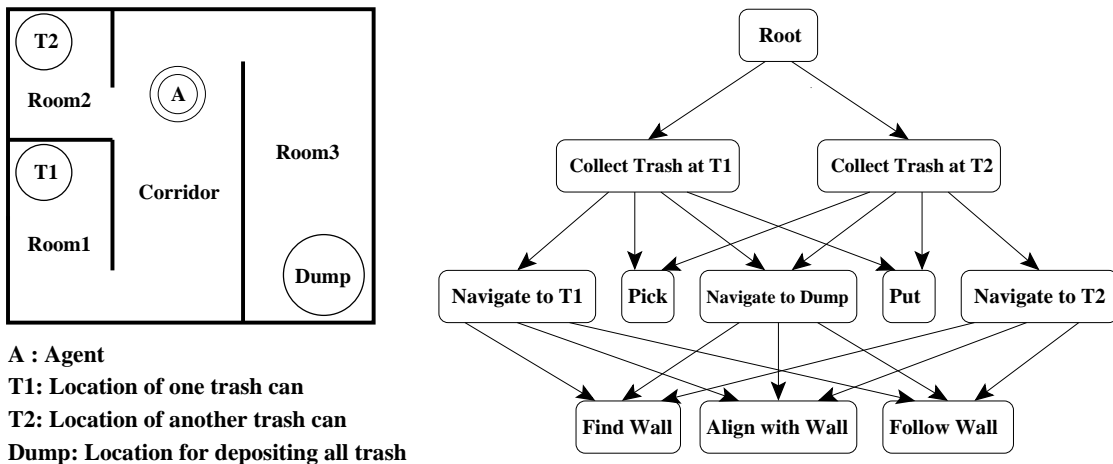 T2
A
Room2
Room3
T1
Corridor
Room1
Dump
A : Agent
T1: Location of one trash can
T2: Location of another trash can
Dump: Location for depositing all trash
Root
Collect Trash at T1
Collect Trash at T2
Navigate to T1
Pick
Navigate to Dump
Put
Navigate to T2
Find Wall
Align with Wall
Follow Wall